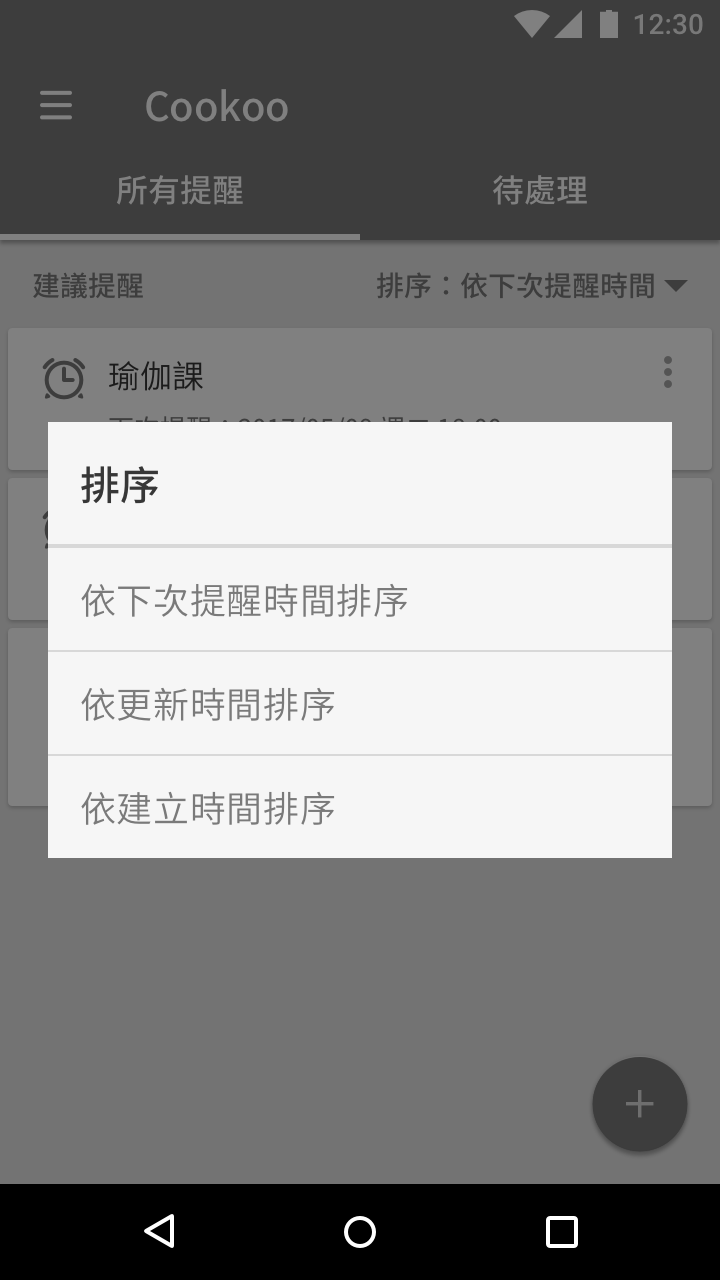 12:30
Cookoo
所有提醒
待處理
建議提醒
排序：依下次提醒時間
瑜伽課
排序
依下次提醒時間排序
依更新時間排序
依建立時間排序